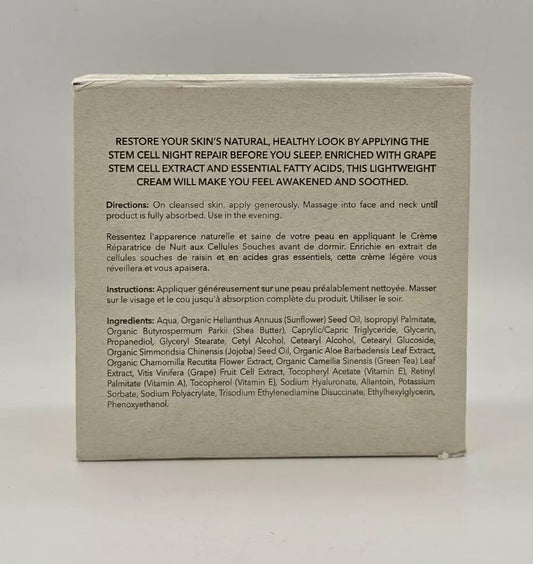 RESTORE YOUR SKIN'S NATURAL, HEALTHY LOOK BY APPLYING THE
STEM CELL NIGHT REPAIR BEFORE YOU SLEEP. ENRICHED WITH GRAPE
STEM CELL EXTRACT AND ESSENTIAL FATTY ACIDS, THIS LIGHTWEIGHT
CREAM WILL MAKE YOU FEEL AWAKENED AND SOOTHED.
Directions: On cleansed skin, apply generously. Massage into face and neck until
product is fully absorbed. Use in the evening.
Ressentez l'apparence naturelle et saine de votre peau en appliquant le Crème
Réparatrice de Nuit aux Cellules Souches avant de dormir. Enrichie en extrait de
cellules souches de raisin et en acides gras essentiels, cette crème légère vous
réveillera et vous apaisera.
Instructions: Appliquer généreusement sur une peau préalablement nettoyée. Masser
sur le visage et le cou jusqu'à absorption complète du produit. Utiliser le soir.
Ingredients: Aqua, Organic Helianthus Annuus (Sunflower) Seed Oil, Isopropyl Palmitate,
Organic Butyrospermum Parkii (Shea Butter), Caprylic/Capric Triglyceride, Glycerin,
Propanediol, Glyceryl Stearate, Cetyl Alcohol, Cetearyl Alcohol, Cetearyl Glucoside,
Organic Simmondsia Chinensis (Jojoba) Seed Oil, Organic Aloe Barbadensis Leaf Extract,
Organic Chamomilla Recutita Flower Extract, Organic Camellia Sinensis (Green Tea) Leaf
Extract, Vitis Vinifera (Grape) Fruit Cell Extract, Tocopheryl Acetate (Vitamin E), Retinyl
Palmitate (Vitamin A), Tocopherol (Vitamin E), Sodium Hyaluronate, Allantoin, Potassium
Sorbate, Sodium Polyacrylate, Trisodium Ethylenediamine Disuccinate, Ethylhexylglycerin,
Phenoxyethanol.